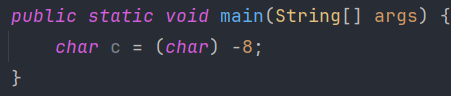 public static void main(String[] args) {
    char c = (char) -8;
}